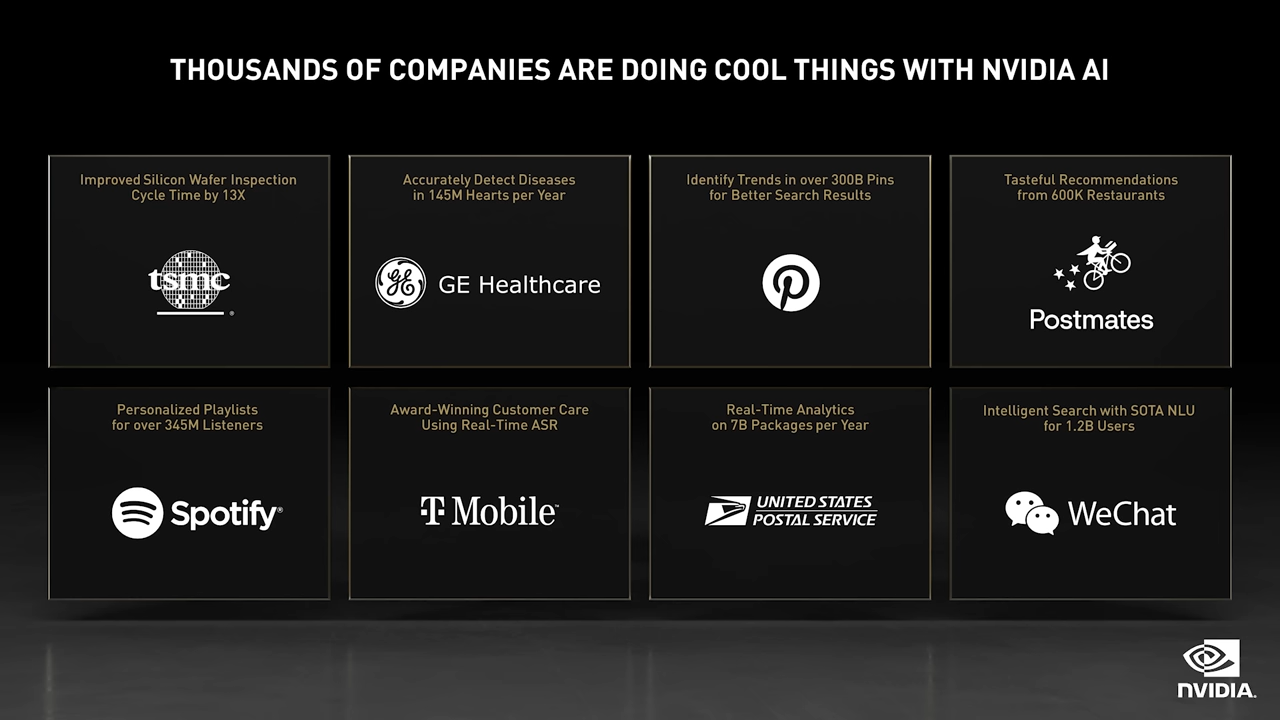 THOUSANDS OF COMPANIES ARE DOING COOL THINGS WITH NVIDIA AI
Improved Silicon Wafer Inspection
Cycle Time by 13X
tsmc
Accurately Detect Diseases
in 145M Hearts per Year
GE
GE Healthcare
Identify Trends in over 300B Pins
for Better Search Results
Tasteful Recommendations
from 600K Restaurants
Postmates
Personalized Playlists
for over 345M Listeners
Spotify®
Award-Winning Customer Care
Using Real-Time ASR
T Mobile™
Real-Time Analytics
on 7B Packages per Year
UNITED STATES
POSTAL SERVICE
Intelligent Search with SOTA NLU
for 1.2B Users
WeChat
NVIDIA.